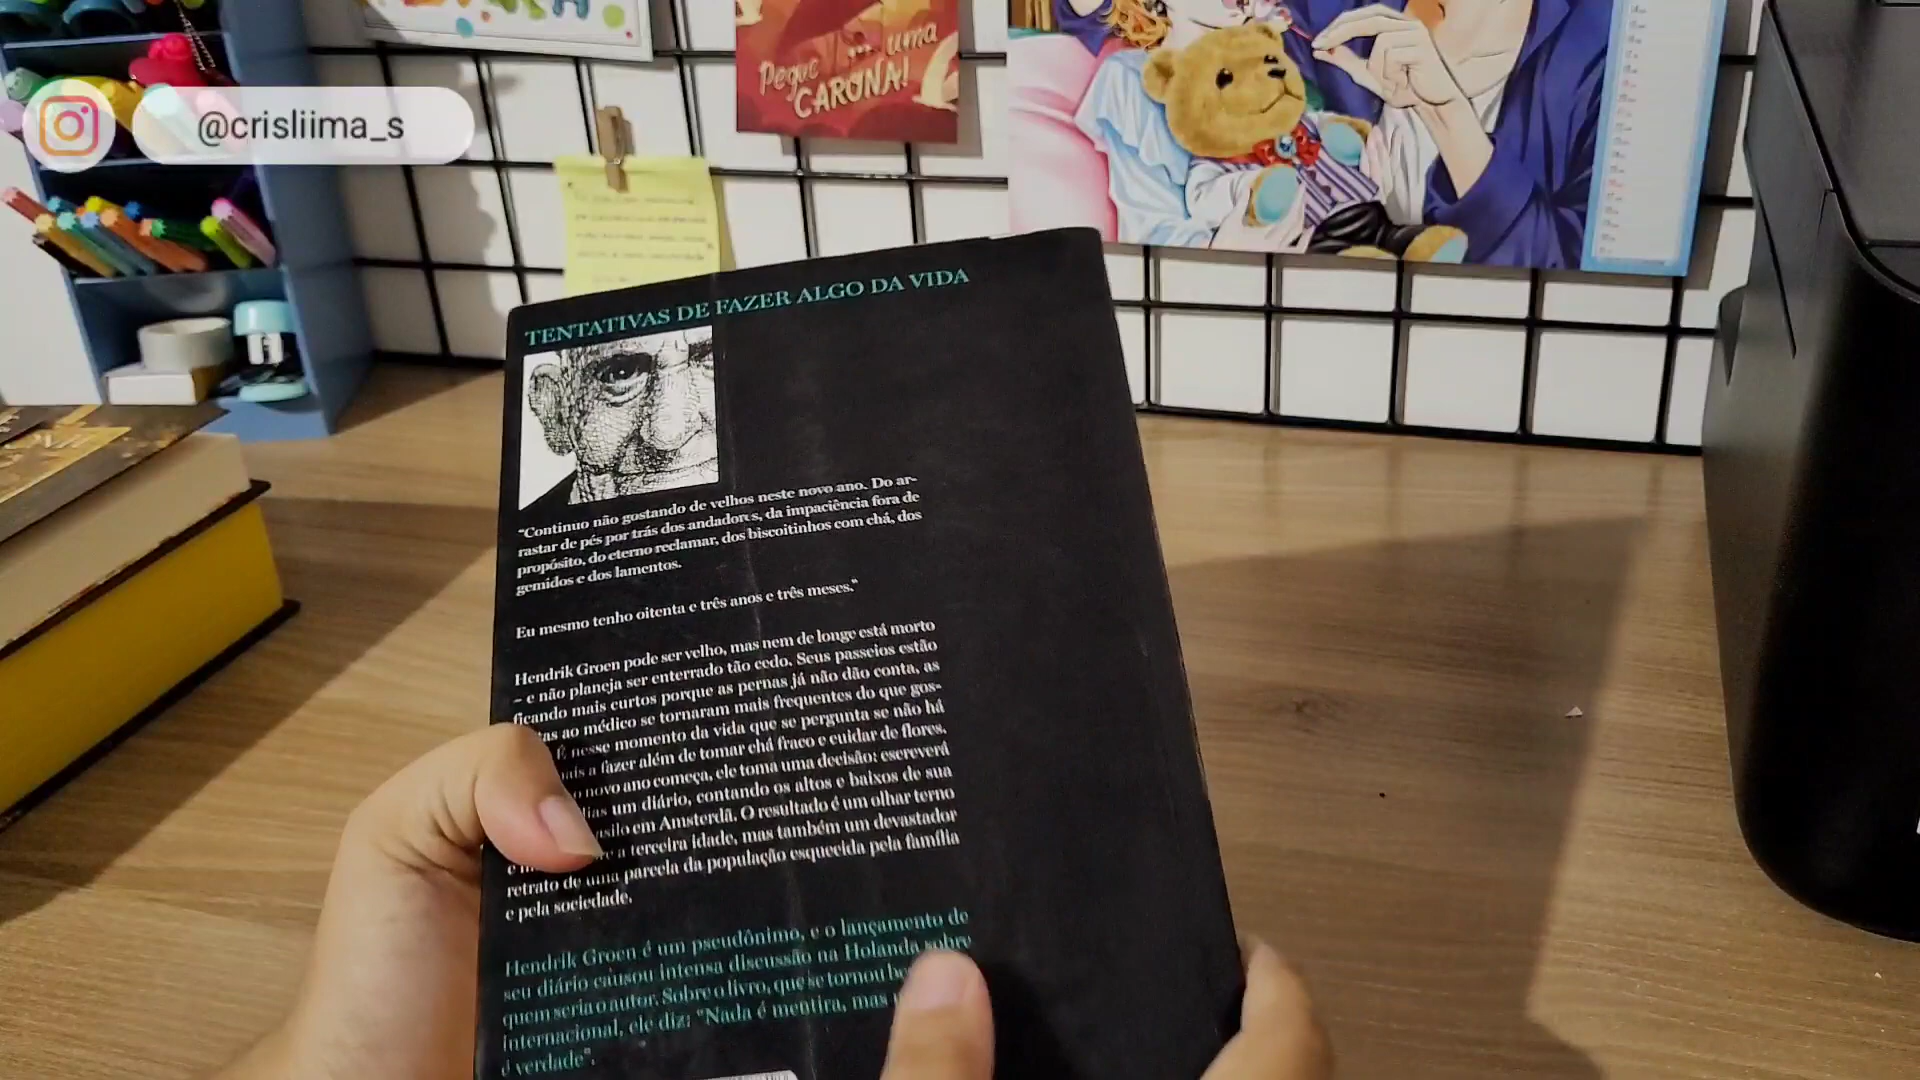 @crisliima_s
Pegue ... uma
CARONA!
TENTATIVAS DE FAZER ALGO DA VIDA
“Continuo não gostando de velhos neste novo ano. Do ar-
rastar de pés por trás dos andadores, da impaciência fora de
propósito, do eterno reclamar, dos biscoitinhos com chá, dos
gemidos e dos lamentos.
Eu mesmo tenho oitenta e três anos e três meses.”
Hendrik Groen pode ser velho, mas nem de longe está morto
– e não planeja ser enterrado tão cedo. Seus passeios estão
ficando mais curtos porque as pernas já não dão conta, as
ao médico se tornaram mais frequentes do que gos-
É nesse momento da vida que se pergunta se não há
a fazer além de tomar chá fraco e cuidar de flores.
novo ano começa, ele toma uma decisão: escreverá
um diário, contando os altos e baixos de sua
em Amsterdã. O resultado é um olhar terno
e a terceira idade, mas também um devastador
retrato de uma parcela da população esquecida pela família
e pela sociedade.
Hendrik Groen é um pseudônimo, e o lançamento de
seu diário causou intensa discussão na Holanda sobre
quem seria o autor. Sobre o livro, que se tornou
internacional, ele diz: “Nada é mentira, mas
é verdade”.